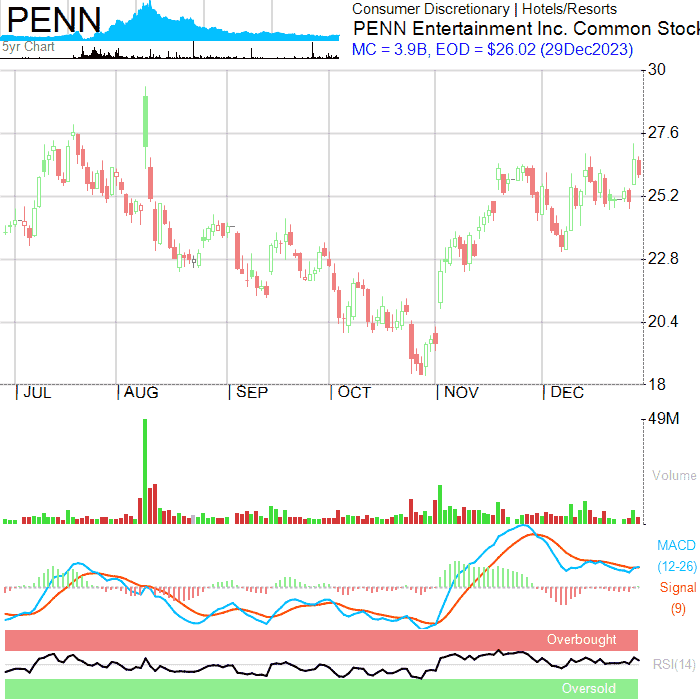 PENN
5yr Chart
Consumer Discretionary | Hotels/Resorts
PENN Entertainment Inc. Common Stoc
MC = 3.9B, EOD = $26.02 (29Dec2023)
30
27.6
25.2
22.8
20.4
18
JUL AUG SEP OCT NOV DEC
49M
Volume
MACD
(12-26)
Signal
(9)
Overbought
RSI(14)
Oversold